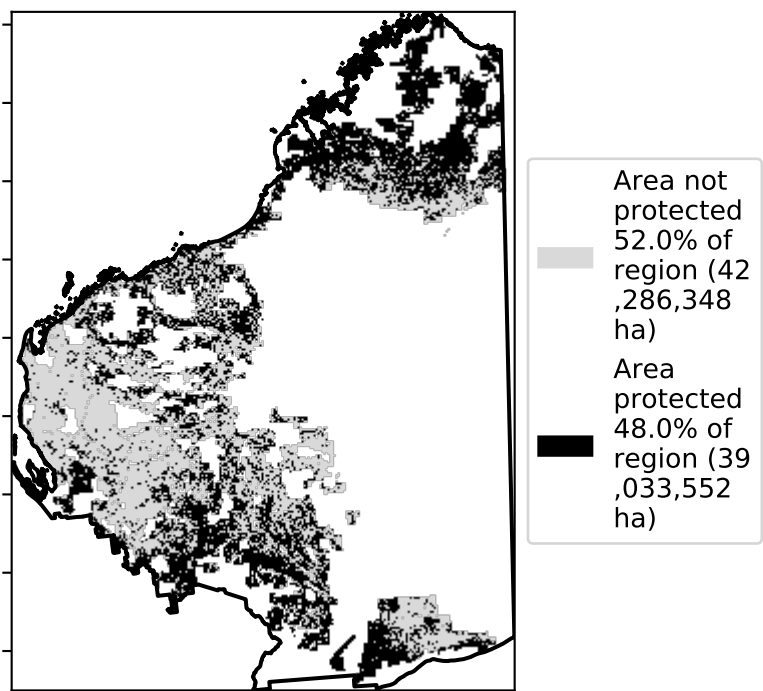 Area not
protected
52.0% of
region (42
,286,348
ha)
Area
protected
48.0% of
region (39
,033,552
ha)